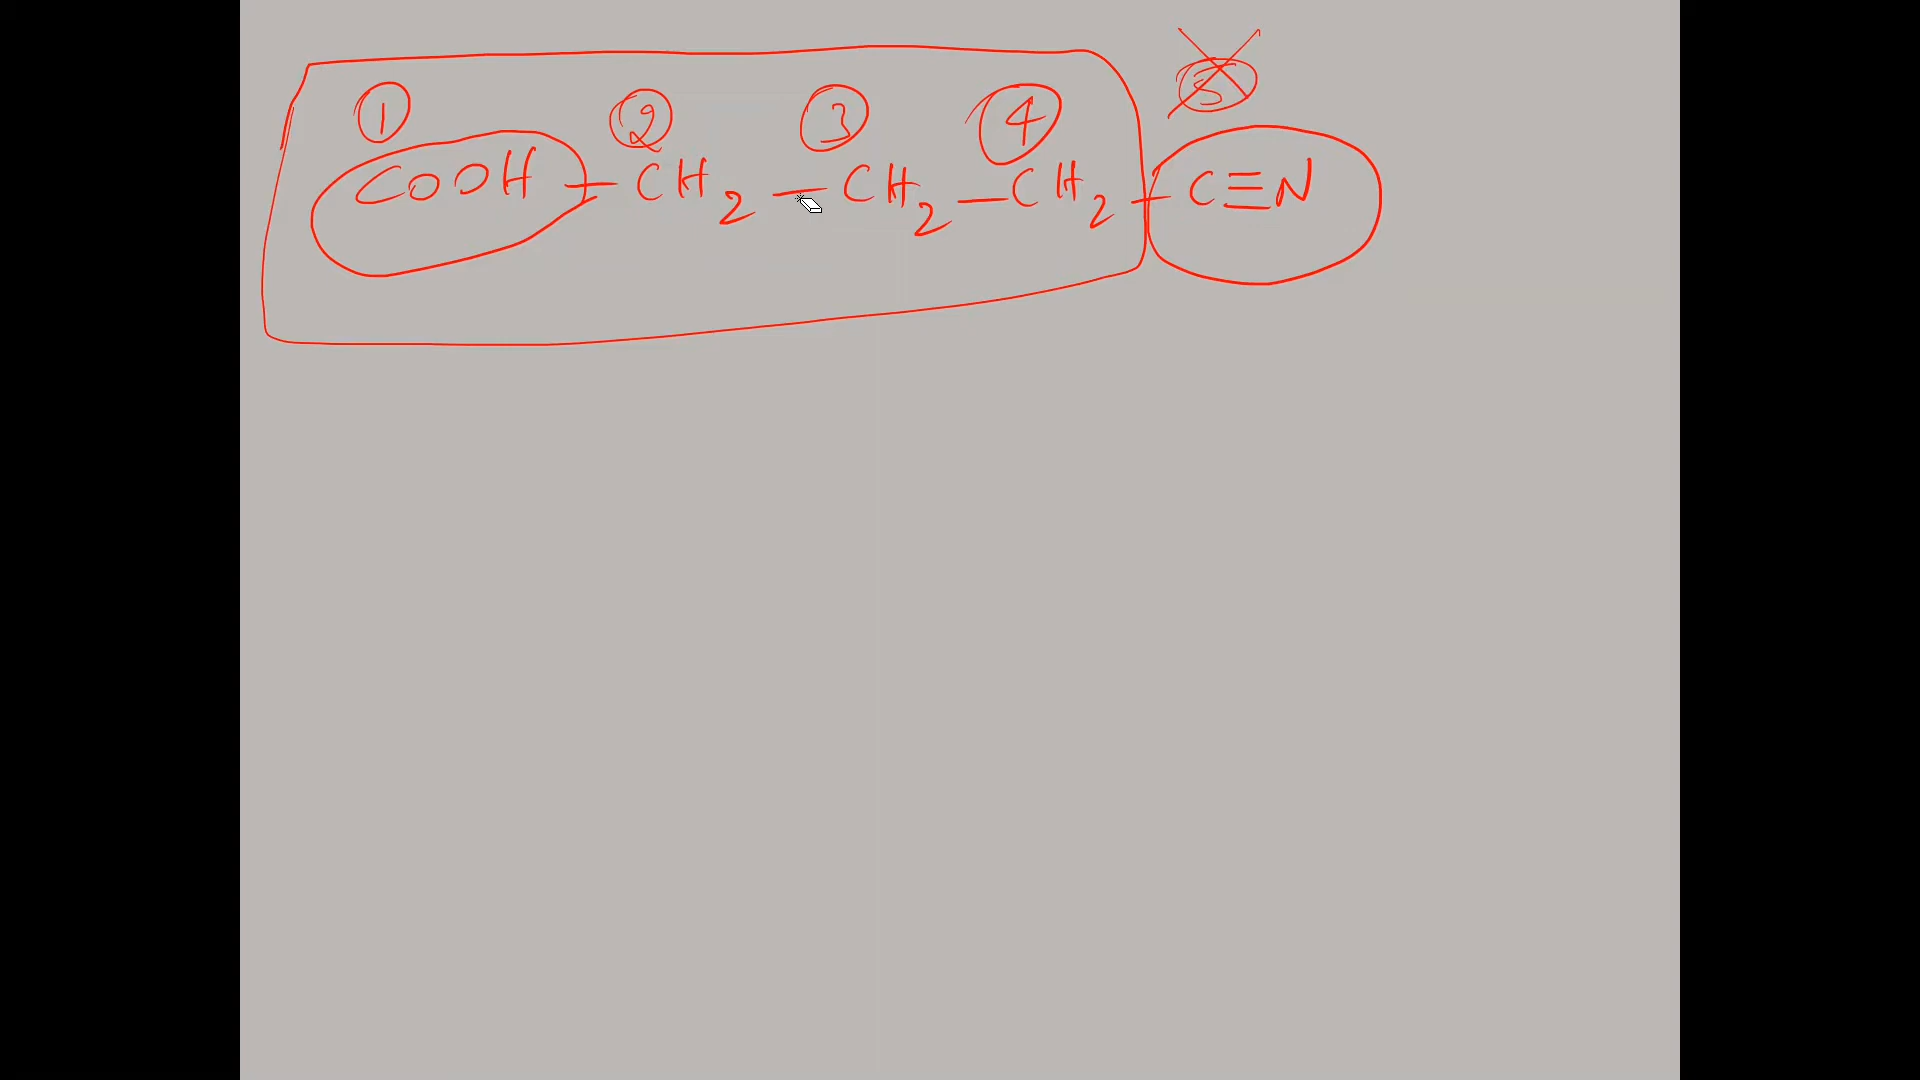 ① ② ③ ④ ⑤
COOH - CH₂ - CH₂ - CH₂ - C≡N